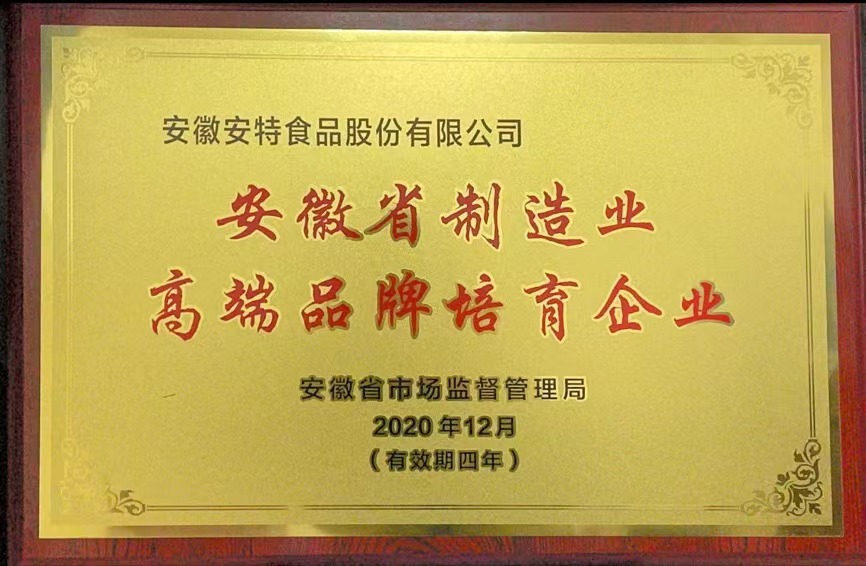 安徽安特食品股份有限公司
安徽省制造业
高端品牌培育企业
安徽省市场监督管理局
2020年12月
（有效期四年）